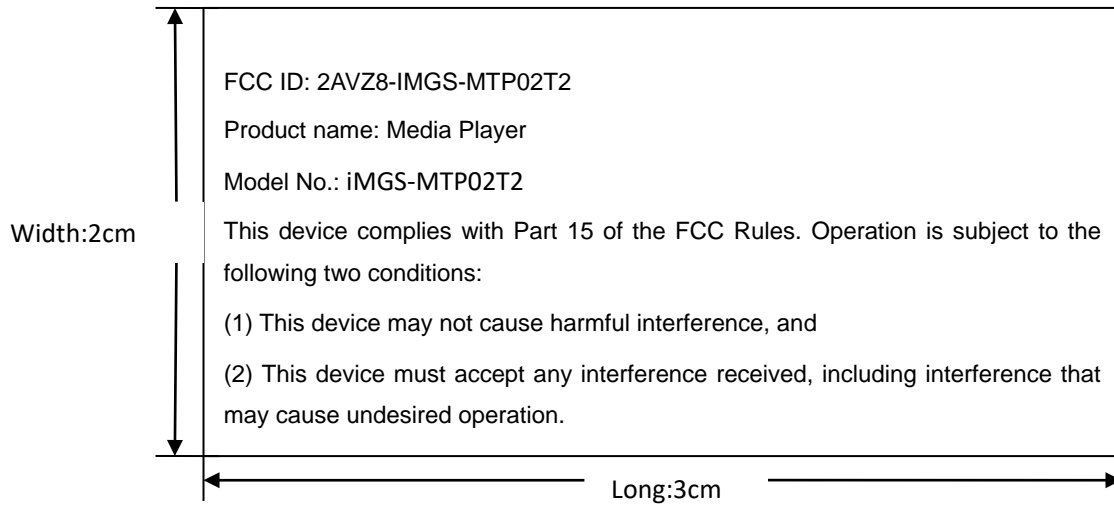 FCC ID: 2AVZ8-IMGS-MTP02T2
Product name: Media Player
Model No.: iMGS-MTP02T2
Width:2cm
This device complies with Part 15 of the FCC Rules. Operation is subject to the
following two conditions:
(1) This device may not cause harmful interference, and
(2) This device must accept any interference received, including interference that
may cause undesired operation.
Long:3cm